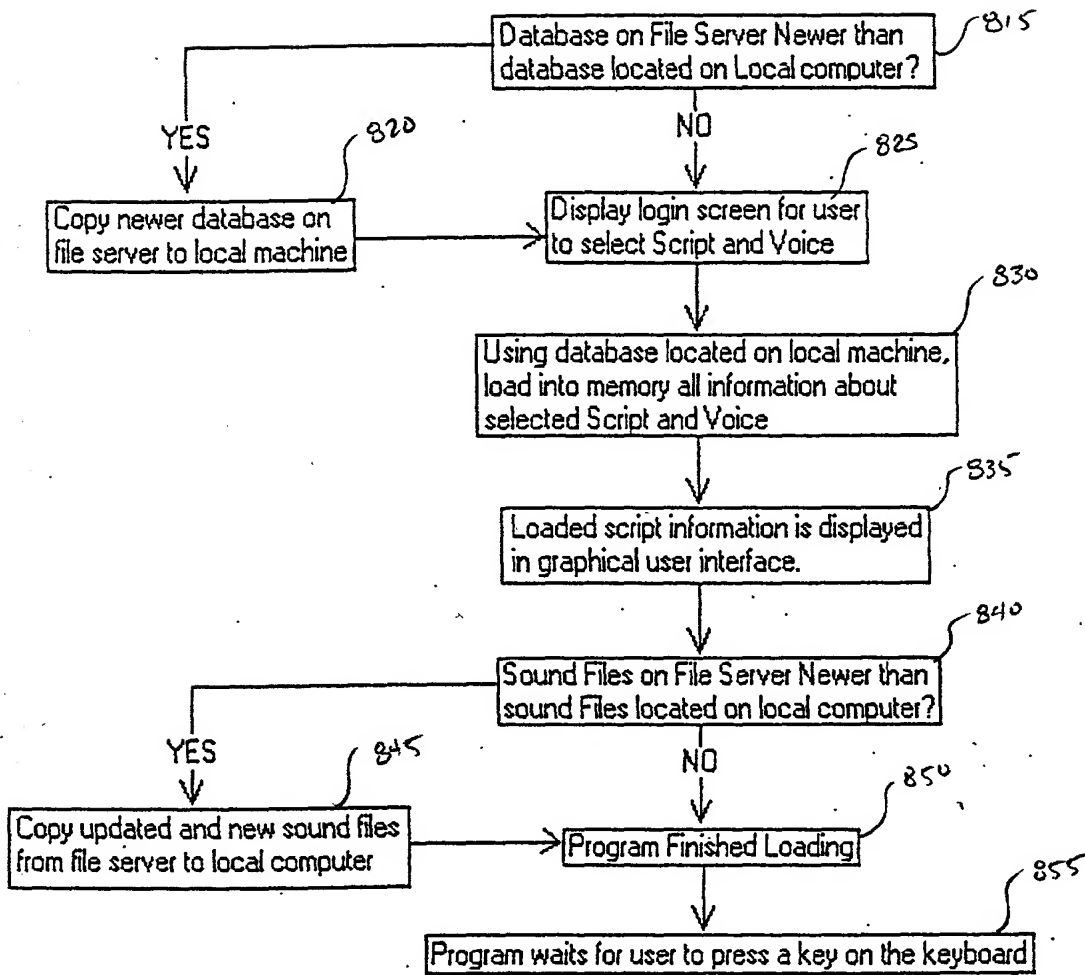 Database on File Server Newer than
database located on Local computer?
815
YES
NO
820
825
Copy newer database on
file server to local machine
Display login screen for user
to select Script and Voice
830
Using database located on local machine,
load into memory all information about
selected Script and Voice
835
Loaded script information is displayed
in graphical user interface.
840
Sound Files on File Server Newer than
sound Files located on local computer?
YES
NO
845
850
Copy updated and new sound files
from file server to local computer
Program Finished Loading
855
Program waits for user to press a key on the keyboard